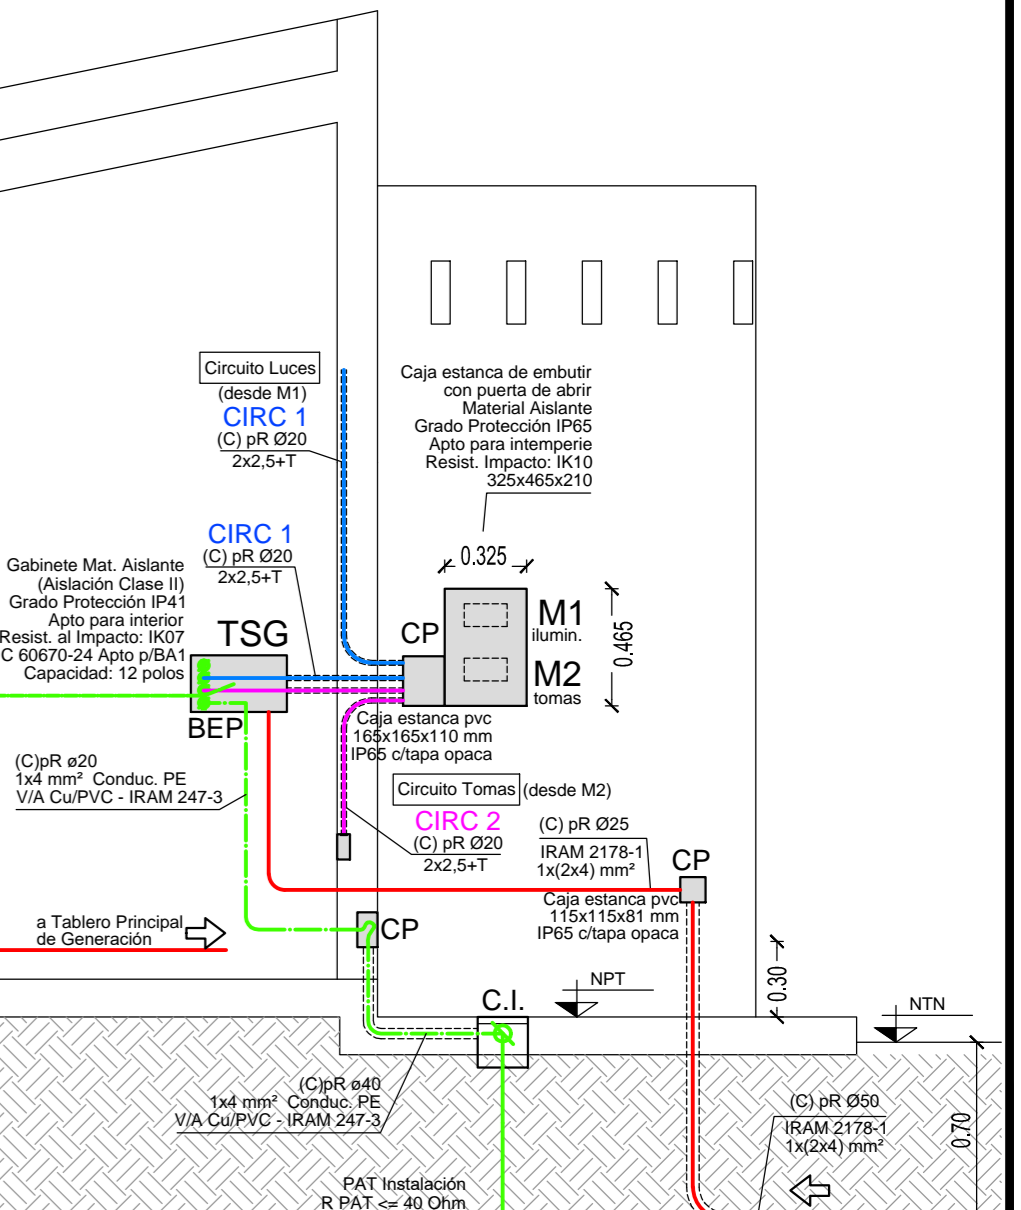 Circuito Luces
(desde M1)
CIRC 1
(C) pR Ø20
2x2,5+T
Caja estanca de embutir
con puerta de abrir
Material Aislante
Grado Protección IP65
Apto para intemperie
Resist. Impacto: IK10
325x465x210
CIRC 1
(C) pR Ø20
2x2,5+T
0.325
Gabinete Mat. Aislante
(Aislación Clase II)
Grado Protección IP41
Apto para interior
Resist. al Impacto: IK07
C 60670-24 Apto p/BA1
Capacidad: 12 polos
TSG
BEP
CP
M1
ilumin.
M2
tomas
0.465
Caja estanca pvc
165x165x110 mm
IP65 c/tapa opaca
(C)pR ø20
1x4 mm² Conduc. PE
V/A Cu/PVC - IRAM 247-3
Circuito Tomas (desde M2)
CIRC 2
(C) pR Ø20
2x2,5+T
(C) pR Ø25
IRAM 2178-1
1x(2x4) mm²
CP
Caja estanca pvc
115x115x81 mm
IP65 c/tapa opaca
a Tablero Principal
de Generación
CP
0.30
NPT
C.I.
NTN
(C)pR ø40
1x4 mm² Conduc. PE
V/A Cu/PVC - IRAM 247-3
(C) pR Ø50
IRAM 2178-1
1x(2x4) mm²
0.70
PAT Instalación
R PAT <= 40 Ohm